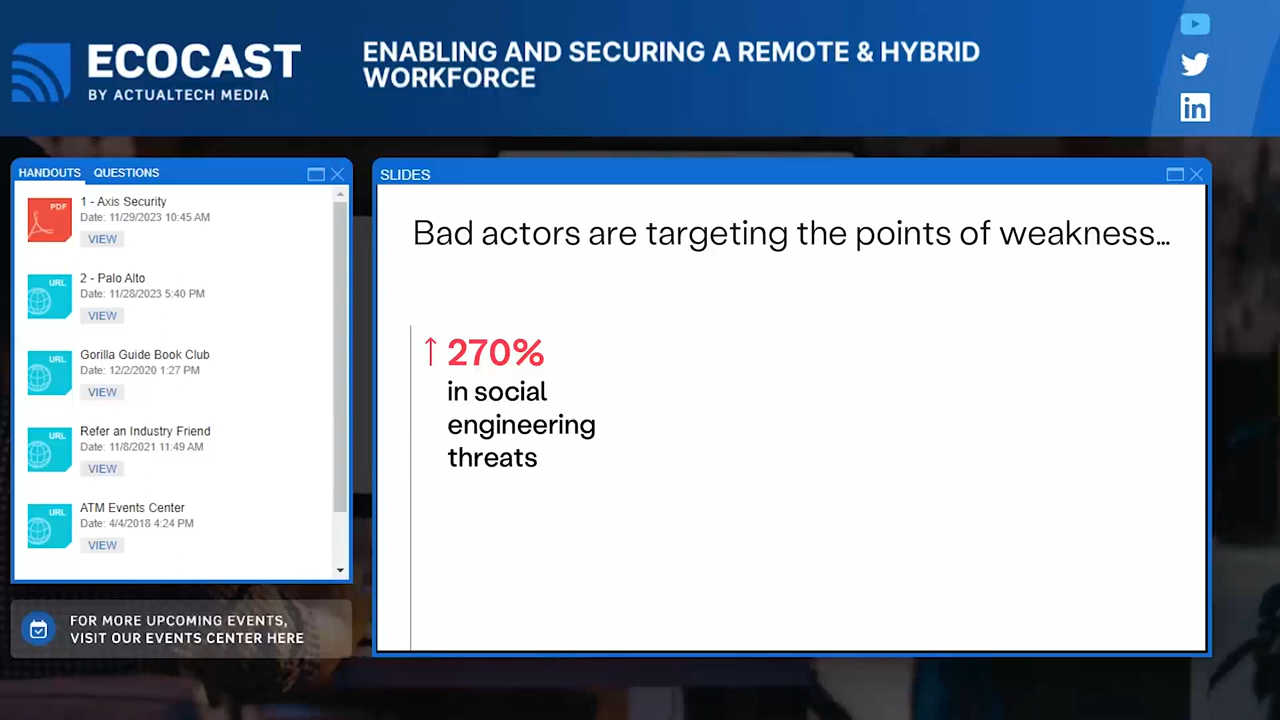 ECOCAST
BY ACTUALTECH MEDIA
ENABLING AND SECURING A REMOTE & HYBRID
WORKFORCE
in
HANDOUTS QUESTIONS
PDF
1 - Axis Security
Date: 11/29/2023 10:45 AM
VIEW
URL
2 - Palo Alto
Date: 11/28/2023 5:40 PM
VIEW
URL
Gorilla Guide Book Club
Date: 12/2/2020 1:27 PM
VIEW
URL
Refer an Industry Friend
Date: 11/8/2021 11:49 AM
VIEW
URL
ATM Events Center
Date: 4/4/2018 4:24 PM
VIEW
FOR MORE UPCOMING EVENTS,
VISIT OUR EVENTS CENTER HERE
SLIDES
Bad actors are targeting the points of weakness...
↑ 270%
in social
engineering
threats